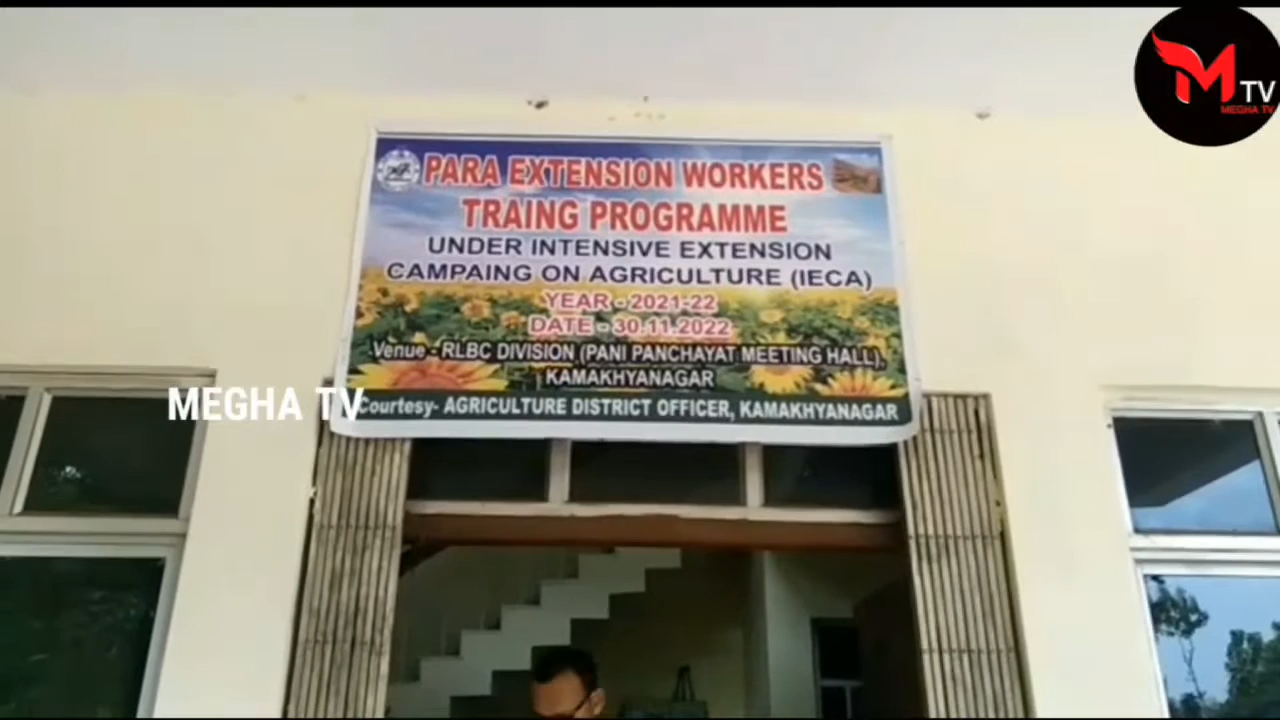 M TV
MEGHA TV
PARA EXTENSION WORKERS
TRAING PROGRAMME
UNDER INTENSIVE EXTENSION
CAMPAING ON AGRICULTURE (IECA)
YEAR - 2021-22
DATE - 30.11.2022
Venue - RLBC DIVISION (PANI PANCHAYAT MEETING HALL),
KAMAKHYANAGAR
MEGHA TV
Courtesy- AGRICULTURE DISTRICT OFFICER, KAMAKHYANAGAR